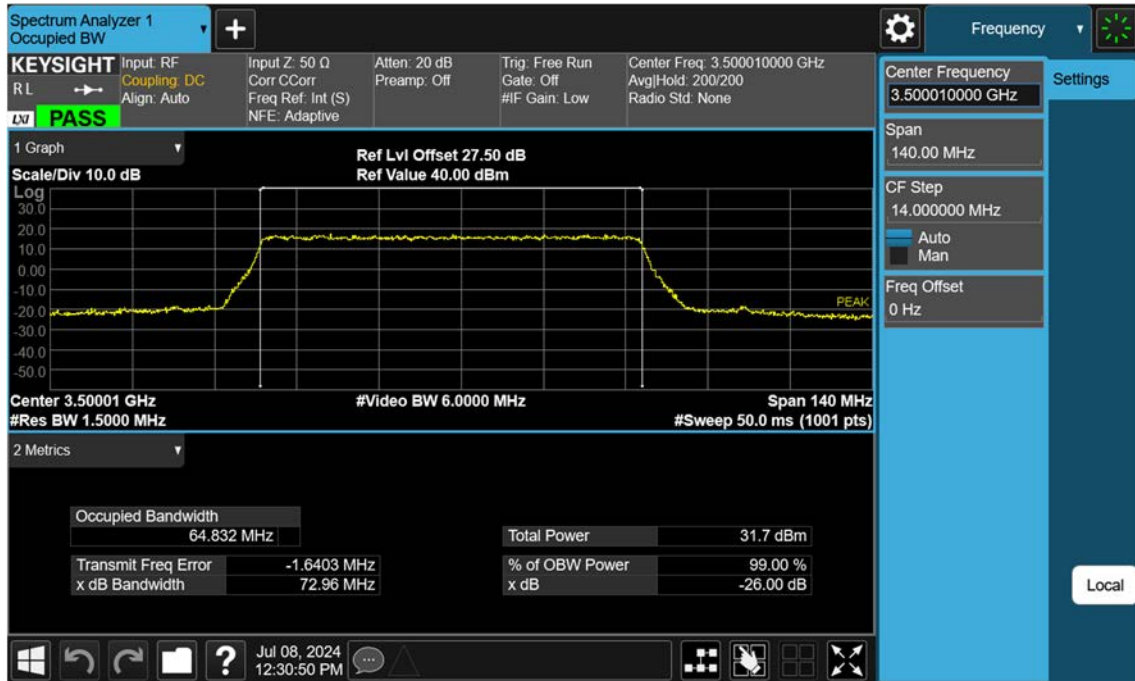 Spectrum Analyzer 1
Occupied BW
Frequency
KEYSIGHT
RL
LXI
PASS
Input: RF
Coupling: DC
Align: Auto
Input Z: 50 Ω
Corr CCorr
Freq Ref: Int (S)
NFE: Adaptive
Atten: 20 dB
Preamp: Off
Trig: Free Run
Gate: Off
#IF Gain: Low
Center Freq: 3.500010000 GHz
Avg|Hold: 200/200
Radio Std: None
Center Frequency
3.500010000 GHz
Settings
Span
140.00 MHz
CF Step
14.000000 MHz
Auto
Man
Freq Offset
0 Hz
Local
1 Graph
Scale/Div 10.0 dB
Ref Lvl Offset 27.50 dB
Ref Value 40.00 dBm
Log
30.0
20.0
10.0
0.00
-10.0
-20.0
-30.0
-40.0
-50.0
PEAK
Center 3.50001 GHz
#Video BW 6.0000 MHz
Span 140 MHz
#Res BW 1.5000 MHz
#Sweep 50.0 ms (1001 pts)
2 Metrics
Occupied Bandwidth
64.832 MHz
Total Power 31.7 dBm
Transmit Freq Error -1.6403 MHz
% of OBW Power 99.00 %
x dB Bandwidth 72.96 MHz
x dB -26.00 dB
Jul 08, 2024
12:30:50 PM